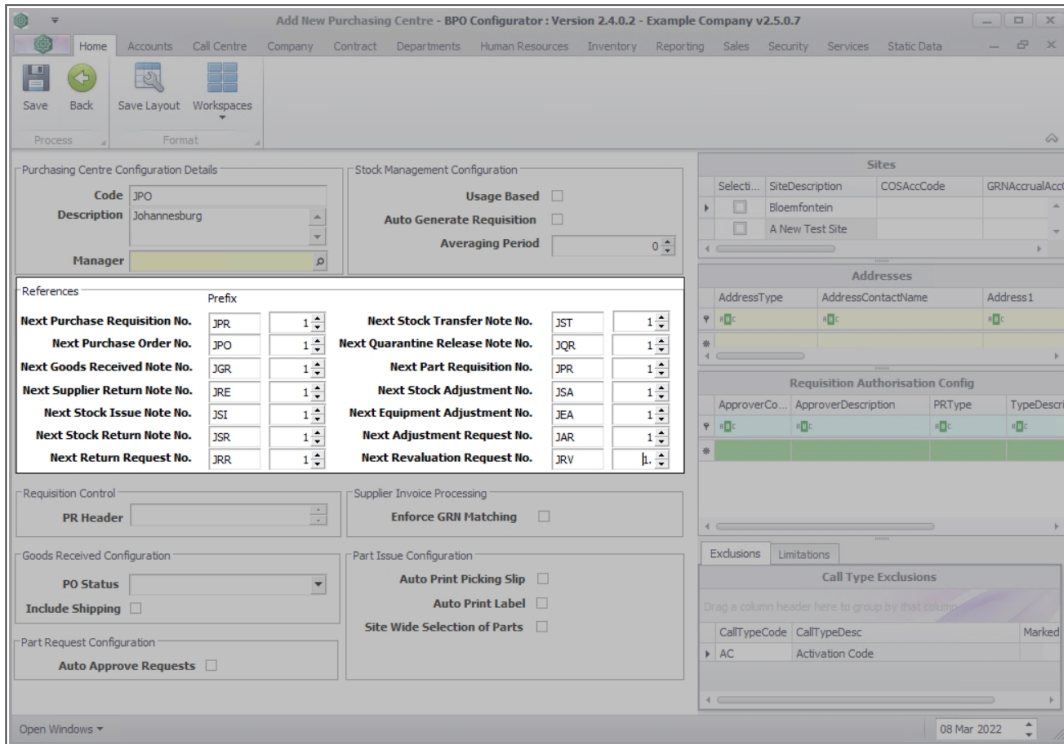 Add New Purchasing Centre - BPO Configurator : Version 2.4.0.2 - Example Company v2.5.0.7
Home Accounts Call Centre Company Contract Departments Human Resources Inventory Reporting Sales Security Services Static Data
Save Back Save Layout Workspaces
Process Format
Purchasing Centre Configuration Details
Code JPO
Description Johannesburg
Manager
Stock Management Configuration
Usage Based
Auto Generate Requisition
Averaging Period 0
References
Prefix
Next Purchase Requisition No. JPR 1 Next Stock Transfer Note No. JST 1
Next Purchase Order No. JPO 1 Next Quarantine Release Note No. JQR 1
Next Goods Received Note No. JGR 1 Next Part Requisition No. JPR 1
Next Supplier Return Note No. JRE 1 Next Stock Adjustment No. JSA 1
Next Stock Issue Note No. JSI 1 Next Equipment Adjustment No. JEA 1
Next Stock Return Note No. JSR 1 Next Adjustment Request No. JAR 1
Next Return Request No. JRR 1 Next Revaluation Request No. JRV 1.
Requisition Control
PR Header
Supplier Invoice Processing
Enforce GRN Matching
Goods Received Configuration
PO Status
Include Shipping
Part Issue Configuration
Auto Print Picking Slip
Auto Print Label
Site Wide Selection of Parts
Part Request Configuration
Auto Approve Requests
Sites
Selecti... SiteDescription COSAccCode GRNAccrualAcc
Bloemfontein
A New Test Site
Addresses
AddressType AddressContactName Address1
Requisition Authorisation Config
ApproverCo... ApproverDescription PRType TypeDescri
Exclusions Limitations
Call Type Exclusions
Drag a column header here to group by that column
CallTypeCode CallTypeDesc Marked
AC Activation Code
Open Windows 08 Mar 2022